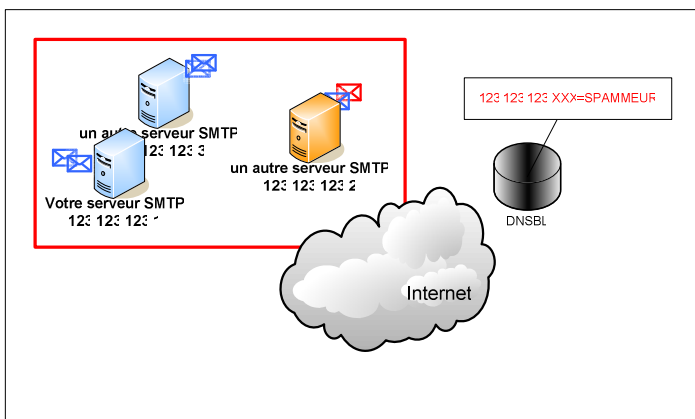 123 123 123 XXX=SPAMMEUR
un autre serveur SMTP
123 123 3
un autre serveur SMTP
123 123 123 2
Votre serveur SMTP
123 123 123 1
DNSBL
Internet